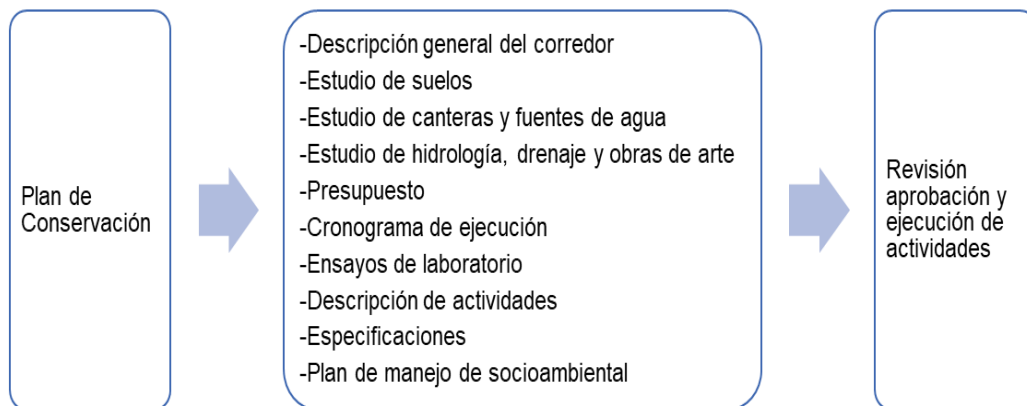 Plan de
Conservación
-Descripción general del corredor
-Estudio de suelos
-Estudio de canteras y fuentes de agua
-Estudio de hidrología, drenaje y obras de arte
-Presupuesto
-Cronograma de ejecución
-Ensayos de laboratorio
-Descripción de actividades
-Especificaciones
-Plan de manejo de socioambiental
Revisión
aprobación y
ejecución de
actividades